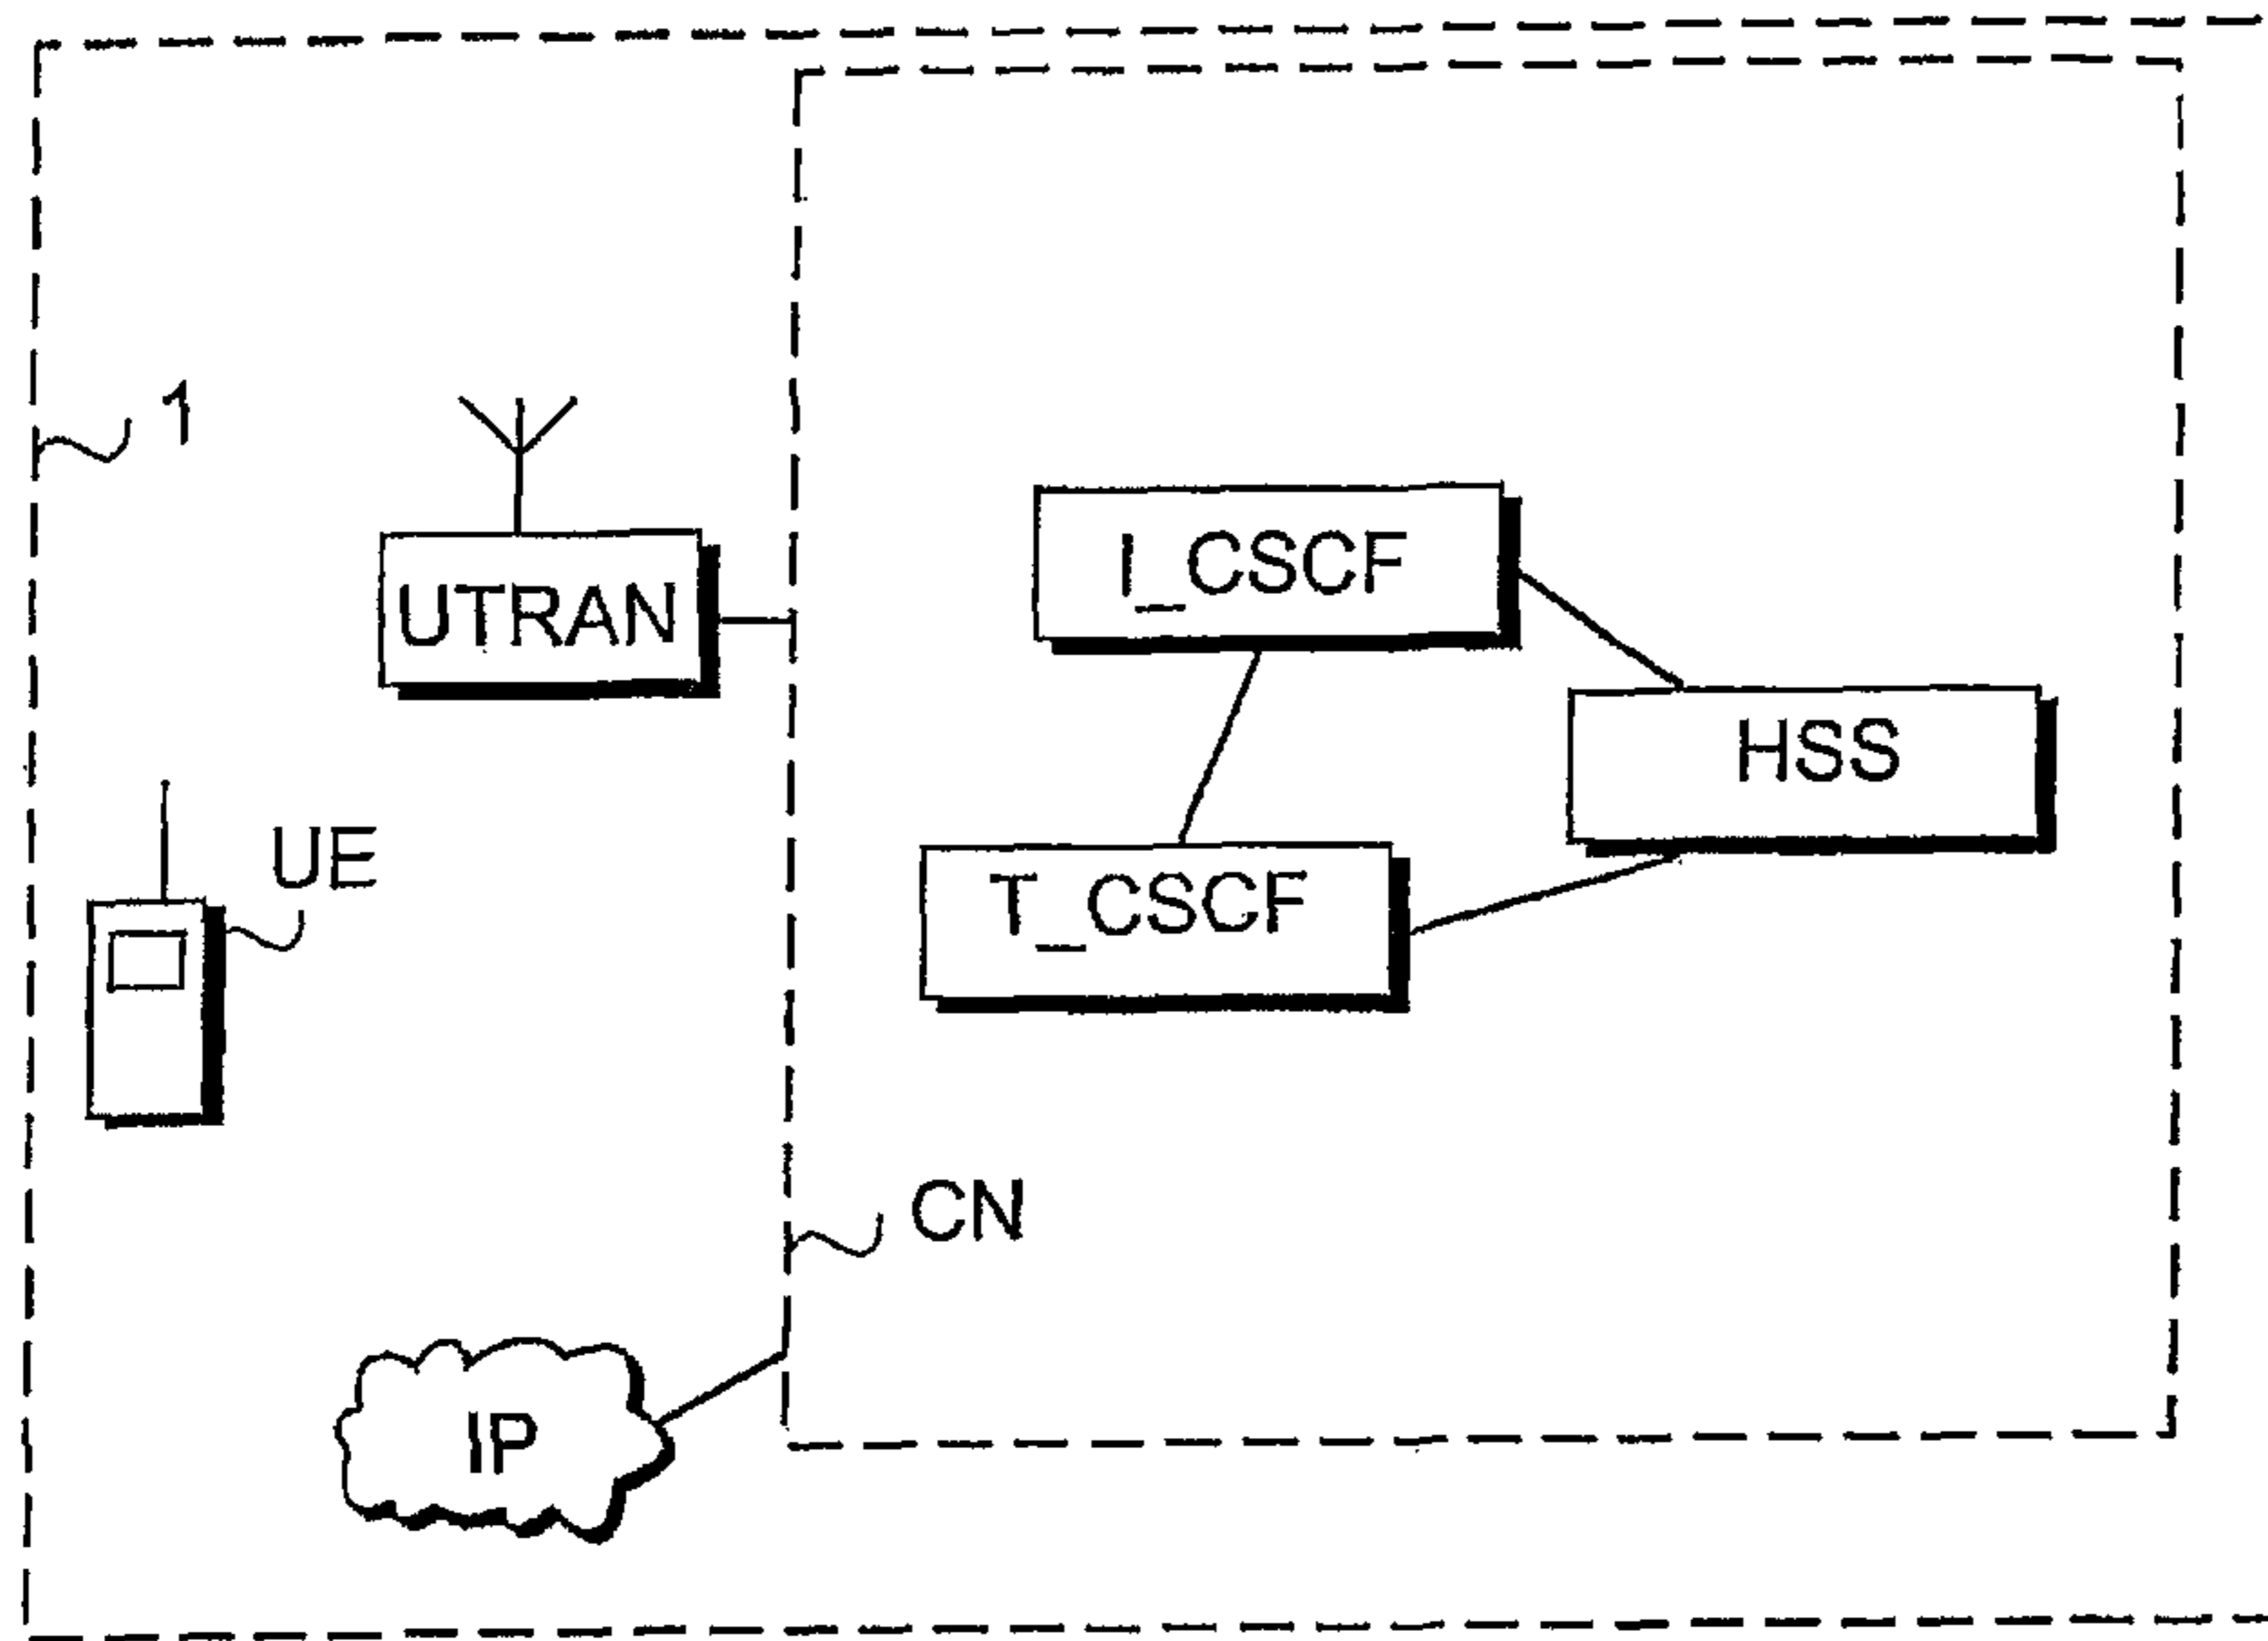 1
I_CSCF
UTRAN
HSS
UE
T_CSCF
CN
IP